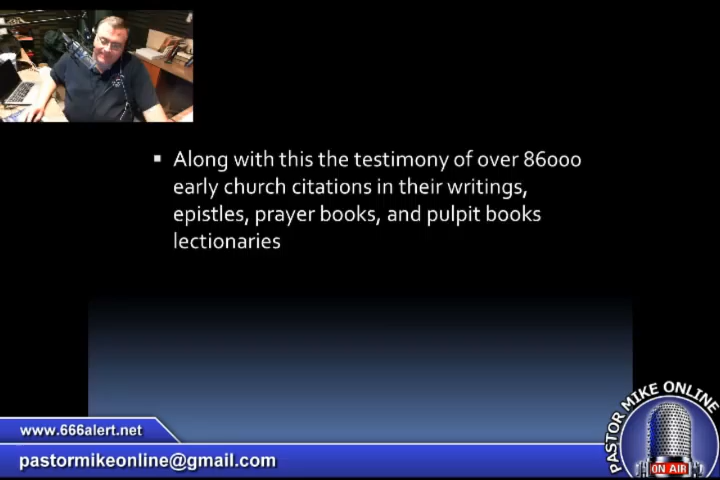 ▪ Along with this the testimony of over 86000
early church citations in their writings,
epistles, prayer books, and pulpit books
lectionaries
www.666alert.net
pastormikeonline@gmail.com
PASTOR MIKE ONLINE
ON AIR